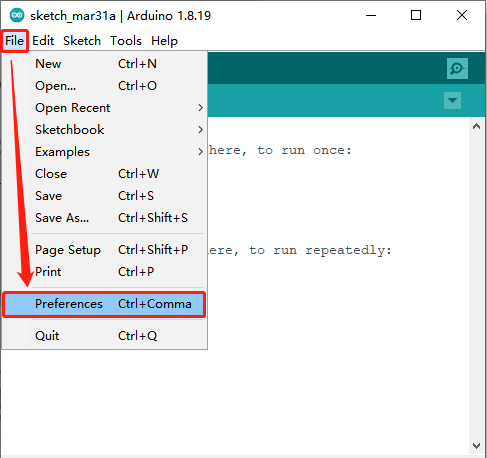 sketch_mar31a | Arduino 1.8.19
File Edit Sketch Tools Help
New Ctrl+N
Open... Ctrl+O
Open Recent
Sketchbook
Examples
here, to run once:
Close Ctrl+W
Save Ctrl+S
Save As... Ctrl+Shift+S
Page Setup Ctrl+Shift+P
ere, to run repeatedly:
Print Ctrl+P
Preferences Ctrl+Comma
Quit Ctrl+Q